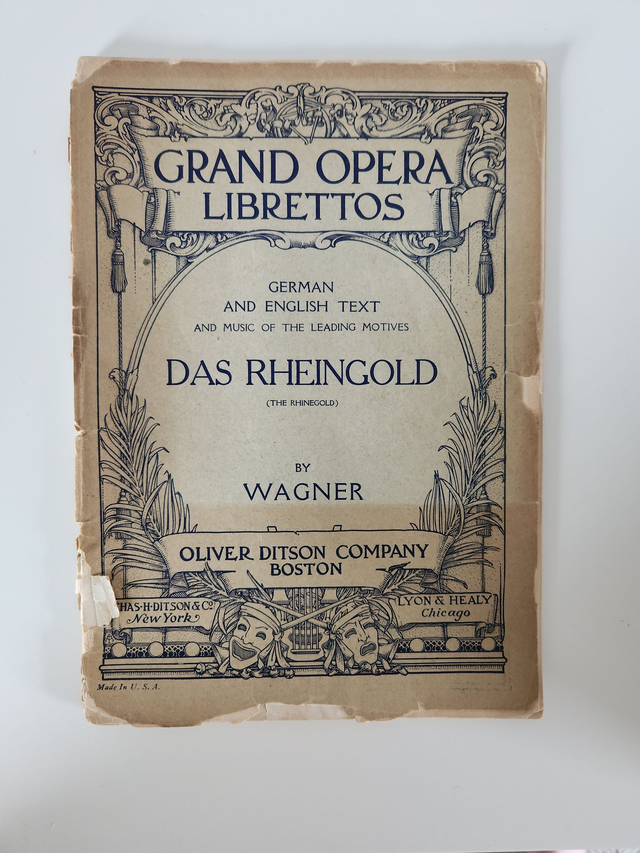 GRAND OPERA
LIBRETTOS
GERMAN
AND ENGLISH TEXT
AND MUSIC OF THE LEADING MOTIVES
DAS RHEINGOLD
(THE RHINEGOLD)
BY
WAGNER
OLIVER DITSON COMPANY
BOSTON
HAS·H·DITSON & Co.
New York
LYON & HEALY
Chicago
Made In U. S. A.